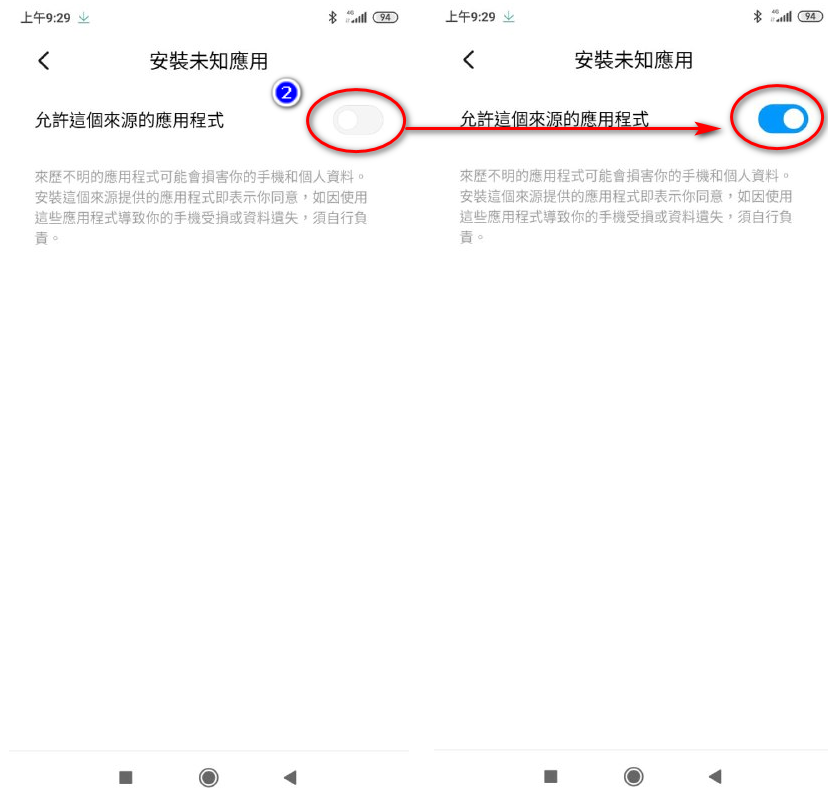 上午9:29
4G
94
安裝未知應用
2
允許這個來源的應用程式
來歷不明的應用程式可能會損害你的手機和個人資料。
安裝這個來源提供的應用程式即表示你同意，如因使用
這些應用程式導致你的手機受損或資料遺失，須自行負
責。
上午9:29
4G
94
安裝未知應用
允許這個來源的應用程式
來歷不明的應用程式可能會損害你的手機和個人資料。
安裝這個來源提供的應用程式即表示你同意，如因使用
這些應用程式導致你的手機受損或資料遺失，須自行負
責。